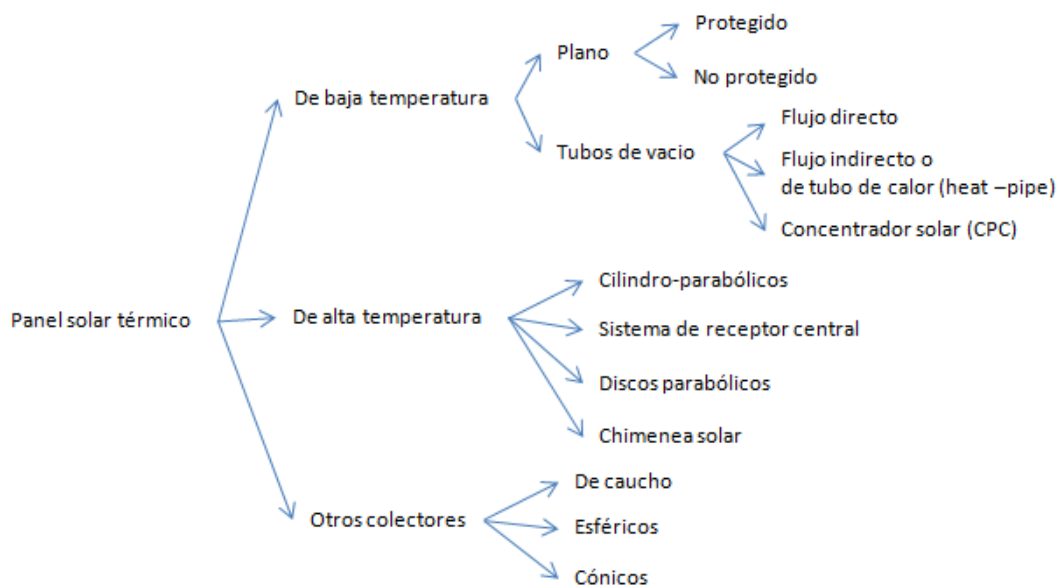 Panel solar térmico
De baja temperatura
Plano
Protegido
No protegido
Tubos de vacio
Flujo directo
Flujo indirecto o
de tubo de calor (heat –pipe)
Concentrador solar (CPC)
De alta temperatura
Cilindro-parabólicos
Sistema de receptor central
Discos parabólicos
Chimenea solar
Otros colectores
De caucho
Esféricos
Cónicos